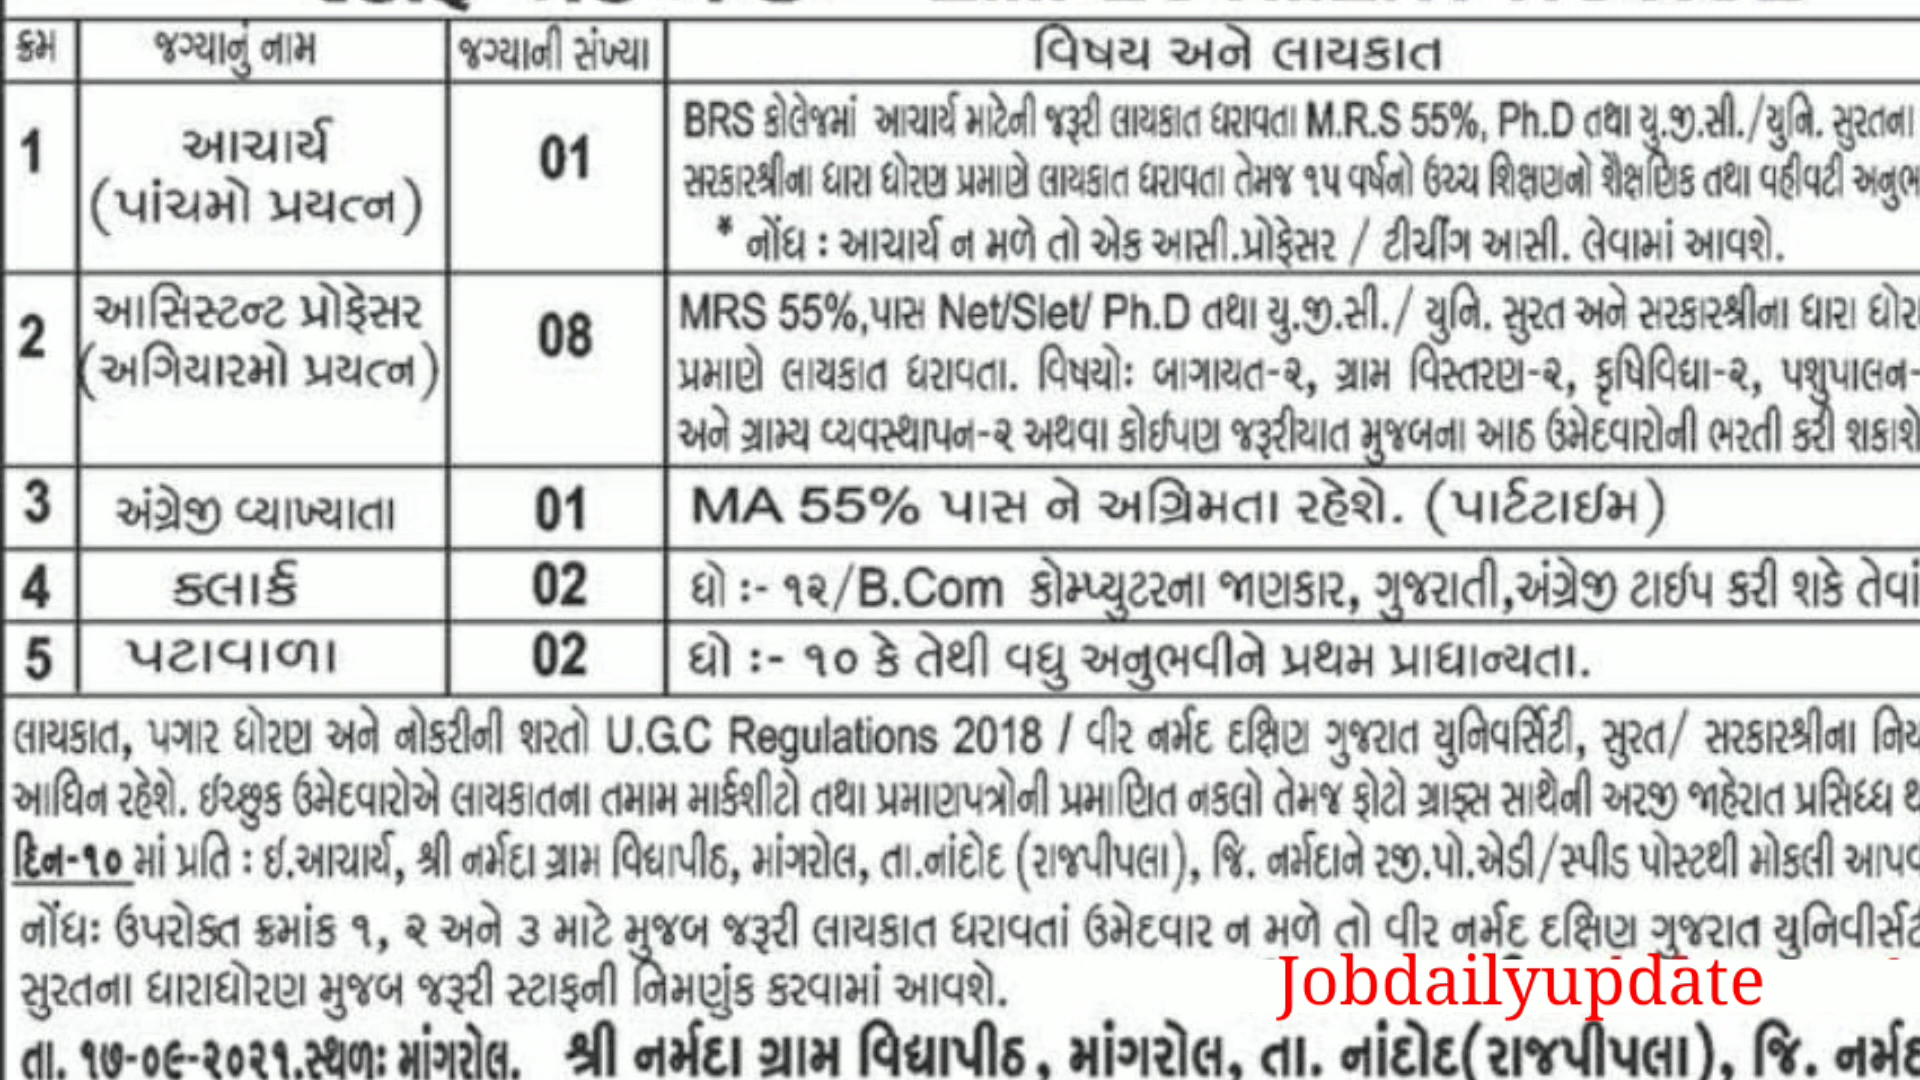 ક્રમ જગ્યાનું નામ જગ્યાની સંખ્યા વિષય અને લાયકાત
1 આચાર્ય (પાંચમો પ્રયત્ન) 01
BRS કોલેજમાં આચાર્ય માટેની જરૂરી લાયકાત ધરાવતા M.R.S 55%, Ph.D તથા યુ.જી.સી./યુનિ. સુરતના
સરકારશ્રીના ધારા ધોરણ પ્રમાણે લાયકાત ધરાવતા તેમજ ૧૫ વર્ષનો ઉચ્ચ શિક્ષણનો શૈક્ષણિક તથા વહીવટી
* નોંધ : આચાર્ય ન મળે તો એક આસી.પ્રોફેસર / ટીચીંગ આસી. લેવામાં આવશે.
2 આસિસ્ટન્ટ પ્રોફેસર (અગિયારમો પ્રયત્ન) 08
MRS 55%,પાસ Net/Slet/ Ph.D તથા યુ.જી.સી./ યુનિ. સુરત અને સરકારશ્રીના ધારા
પ્રમાણે લાયકાત ધરાવતા. વિષયોઃ બાગાયત-૨, ગ્રામ વિસ્તરણ-૨, કૃષિવિદ્યા-૨, પશુપાલન-
અને ગ્રામ્ય વ્યવસ્થાપન-૨ અથવા કોઈપણ જરૂરીયાત મુજબના આઠ ઉમેદવારોની ભરતી કરી શકાશે
3 અંગ્રેજી વ્યાખ્યાતા 01 MA 55% પાસ ને અગ્રિમતા રહેશે. (પાર્ટટાઈમ)
4 કલાર્ક 02 ધો :- ૧૨/B.Com કોમ્પ્યુટરના જાણકાર, ગુજરાતી,અંગ્રેજી ટાઈપ કરી શકે તેવાં
5 પટાવાળા 02 ધો :- ૧૦ કે તેથી વધુ અનુભવીને પ્રથમ પ્રાધાન્યતા.
લાયકાત, પગાર ધોરણ અને નોકરીની શરતો U.G.C Regulations 2018 / વીર નર્મદ દક્ષિણ ગુજરાત યુનિવર્સિટી, સુરત/ સરકારશ્રીના
આધિન રહેશે. ઈચ્છુક ઉમેદવારોએ લાયકાતના તમામ માર્કશીટો તથા પ્રમાણપત્રોની પ્રમાણિત નકલો તેમજ ફોટો ગ્રાફ્સ સાથેની અરજી જાહેરાત પ્રસિધ્ધ
દિન-૧૦ માં પ્રતિ : ઈ.આચાર્ય, શ્રી નર્મદા ગ્રામ વિદ્યાપીઠ, માંગરોલ, તા.નાંદોદ (રાજપીપલા), જિ. નર્મદાને રજી.પો.એડી/સ્પીડ પોસ્ટથી મોકલી
નોંધઃ ઉપરોક્ત ક્રમાંક ૧, ૨ અને ૩ માટે મુજબ જરૂરી લાયકાત ધરાવતાં ઉમેદવાર ન મળે તો વીર નર્મદ દક્ષિણ ગુજરાત
સુરતના ધારાધોરણ મુજબ જરૂરી સ્ટાફની નિમણુંક કરવામાં આવશે.
Jobdailyupdate
તા. ૧૭-૦૯-૨૦૨૧.સ્થળઃ માંગરોલ. શ્રી નર્મદા ગ્રામ વિદ્યાપીઠ, માંગરોલ, તા. નાંદોદ(રાજપીપલા), જિ.